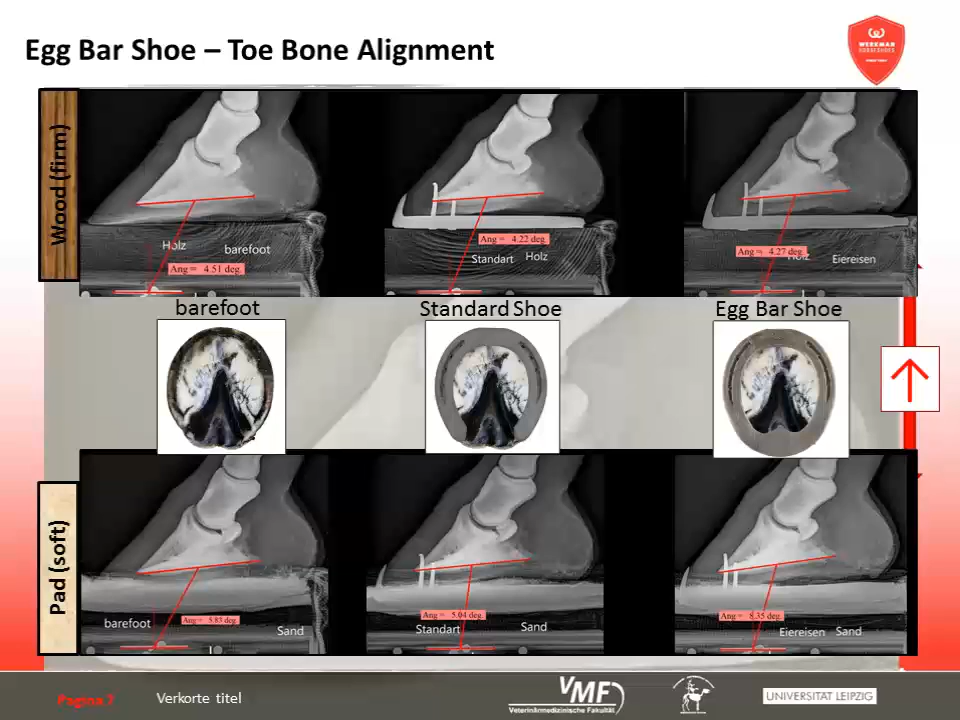 Egg Bar Shoe – Toe Bone Alignment
WERKMAN
Wood (firm)
Holz
barefoot
Ang = 4.51 deg.
Ang = 4.22 deg.
Standart
Holz
Ang = 4.27 deg.
Holz
Eiereisen
barefoot
Standard Shoe
Egg Bar Shoe
Pad (soft)
barefoot
Ang = 5.83 deg.
Sand
Ang = 5.04 deg.
Standart
Sand
Ang = 8.35 deg.
Eiereisen
Sand
Pagina 7
Verkorte titel
VMF
Veterinärmedizinische Fakultät
UNIVERSITÄT LEIPZIG